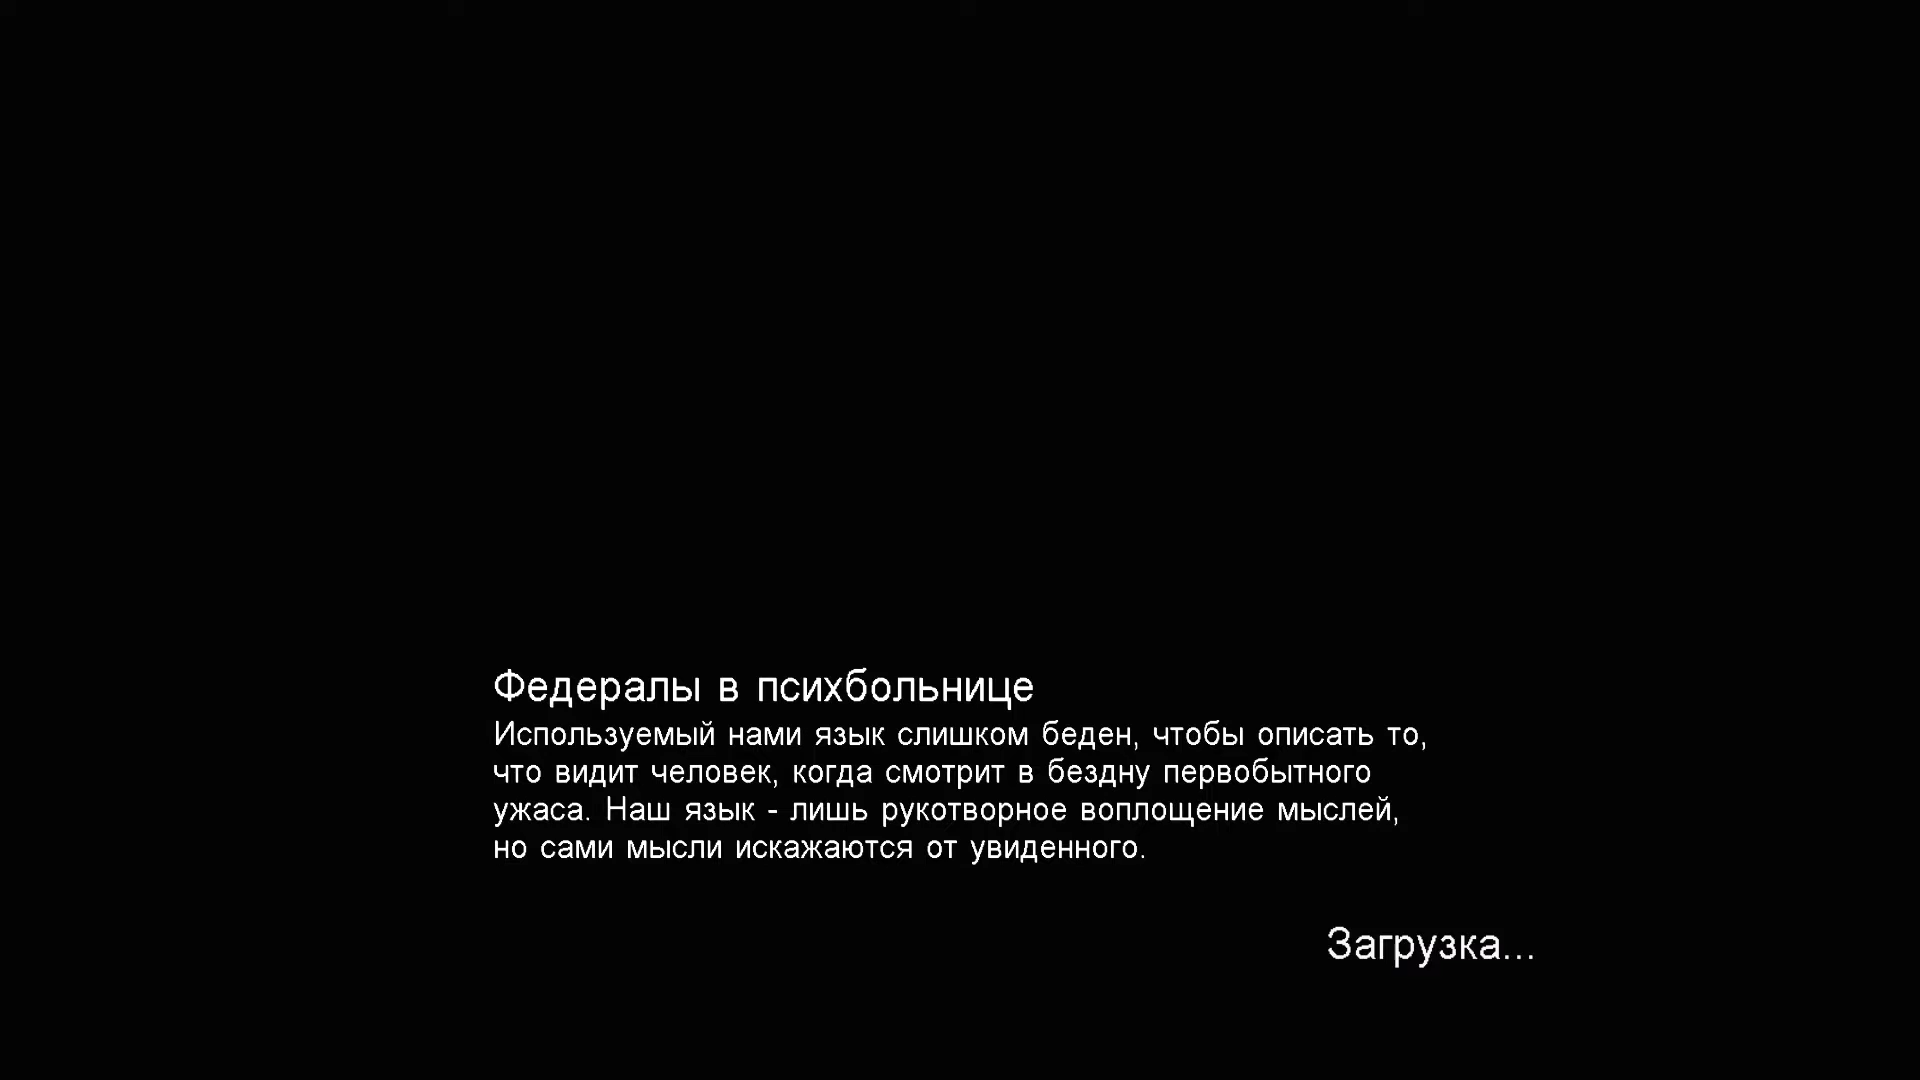 Федералы в психбольнице
Используемый нами язык слишком беден, чтобы описать то,
что видит человек, когда смотрит в бездну первобытного
ужаса. Наш язык - лишь рукотворное воплощение мыслей,
но сами мысли искажаются от увиденного.
Загрузка...